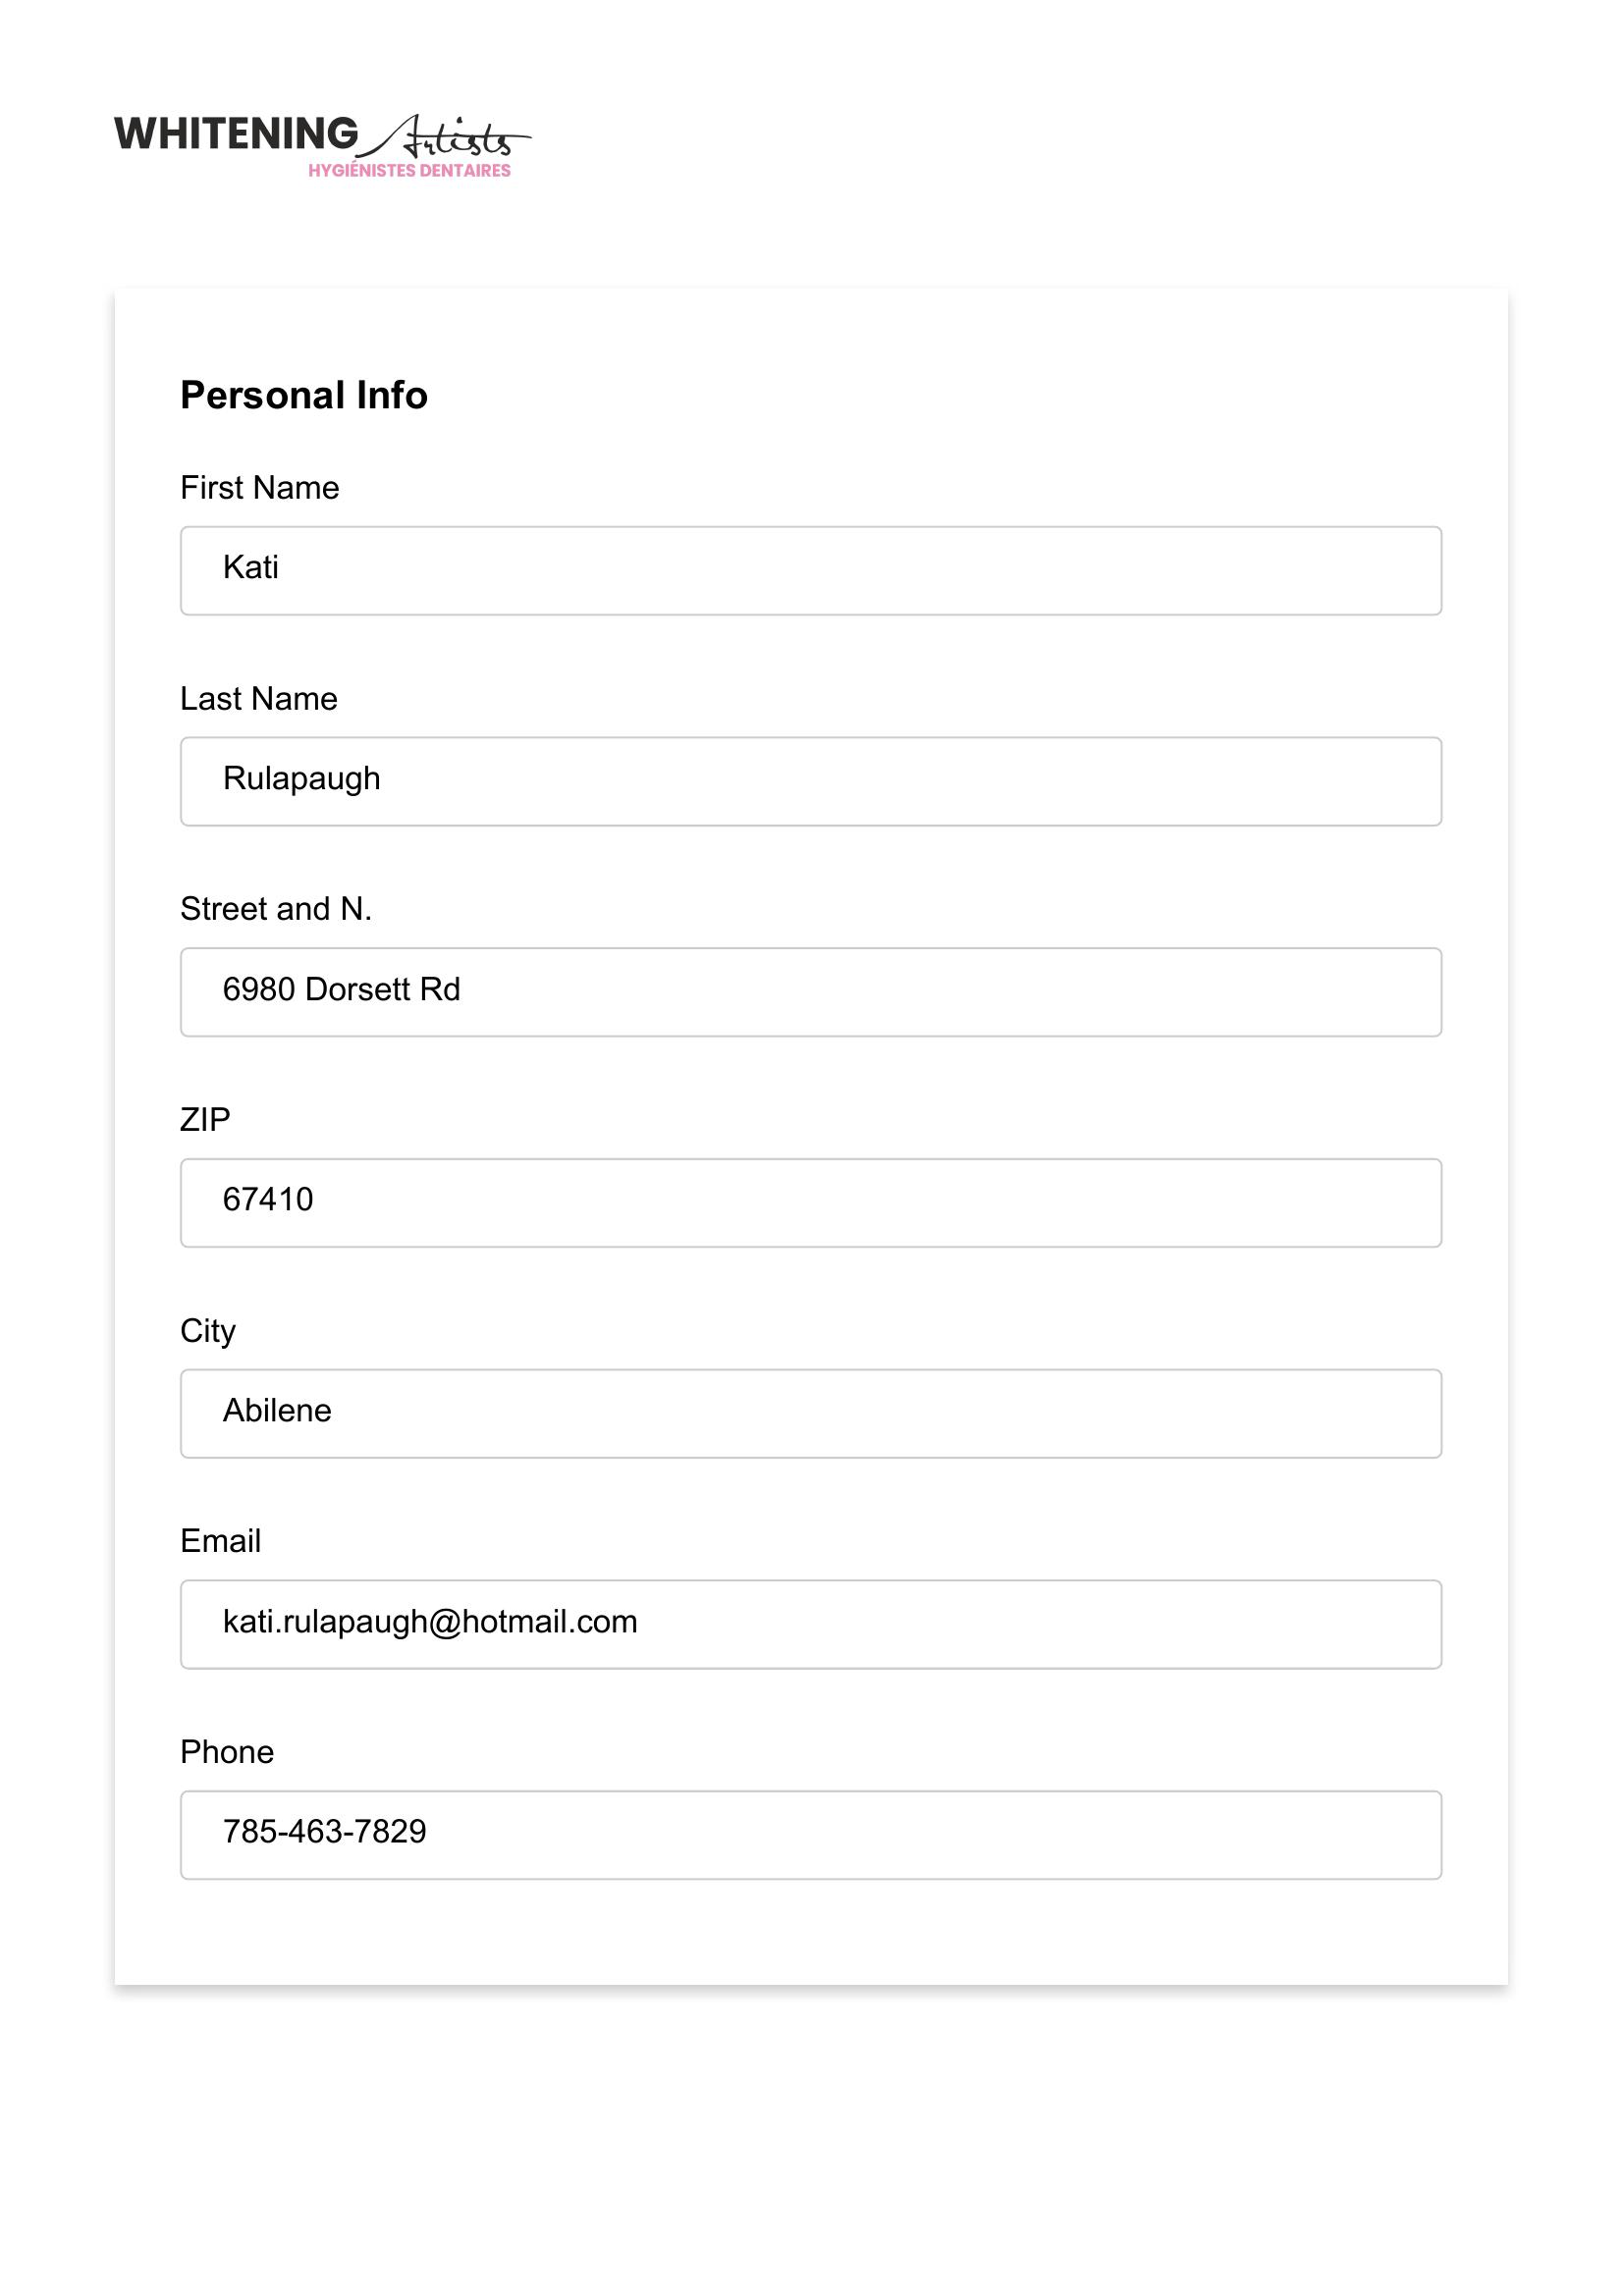 WHITENING Artists
HYGIÉNISTES DENTAIRES
Personal Info
First Name
Kati
Last Name
Rulapaugh
Street and N.
6980 Dorsett Rd
ZIP
67410
City
Abilene
Email
kati.rulapaugh@hotmail.com
Phone
785-463-7829